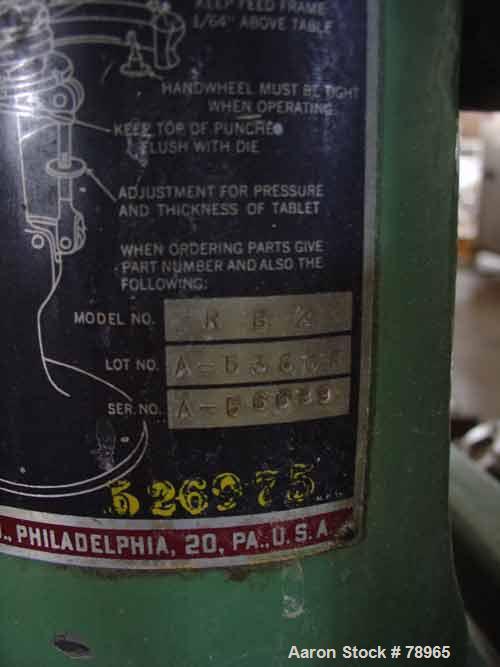 KEEP FEED FRAME
1/64" ABOVE TABLE
HANDWHEEL MUST BE TIGHT
WHEN OPERATING
KEEP TOP OF PUNCHES
FLUSH WITH DIE
ADJUSTMENT FOR PRESSURE
AND THICKNESS OF TABLET
WHEN ORDERING PARTS GIVE
PART NUMBER AND ALSO THE
FOLLOWING:
MODEL NO.
LOT NO.
SER. NO.
526975
PHILADELPHIA, 20, PA., U.S.A.
Aaron Stock # 78965